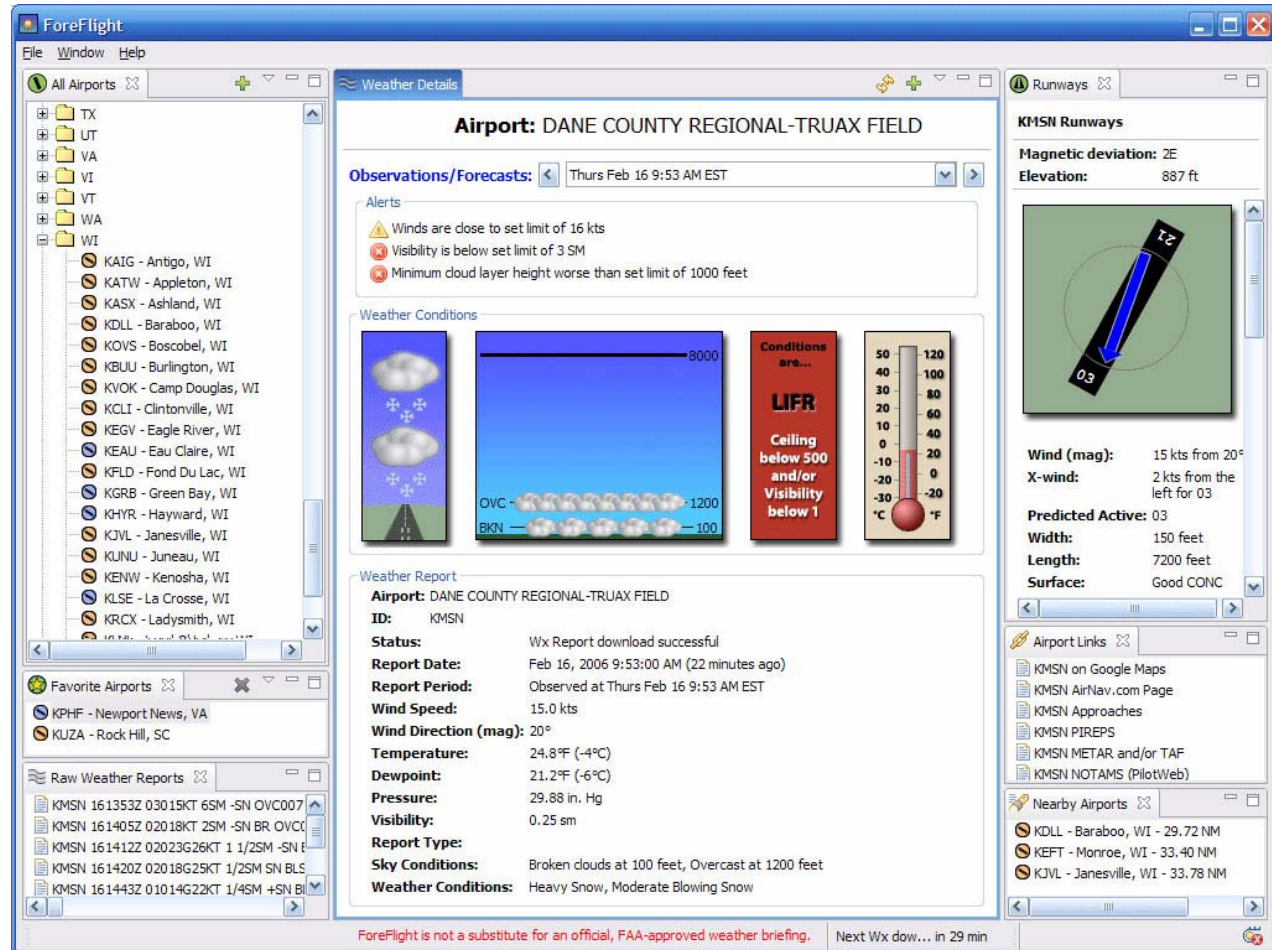 ForeFlight
File Window Help
All Airports
TX
UT
VA
VI
VT
WA
WI
KAIG - Antigo, WI
KATW - Appleton, WI
KASX - Ashland, WI
KDLL - Baraboo, WI
KOVS - Boscobel, WI
KBUU - Burlington, WI
KVOK - Camp Douglas, WI
KCLI - Clintonville, WI
KEGV - Eagle River, WI
KEAU - Eau Claire, WI
KFLD - Fond Du Lac, WI
KGRB - Green Bay, WI
KHYR - Hayward, WI
KJVL - Janesville, WI
KUNU - Juneau, WI
KENW - Kenosha, WI
KLSE - La Crosse, WI
KRCX - Ladysmith, WI
Favorite Airports
KPHF - Newport News, VA
KUZA - Rock Hill, SC
Raw Weather Reports
KMSN 161353Z 03015KT 6SM -SN OVC007
KMSN 161405Z 02018KT 2SM -SN BR OVC
KMSN 161412Z 02023G26KT 1 1/2SM -SN
KMSN 161420Z 02018G25KT 1/2SM SN BLS
KMSN 161443Z 01014G22KT 1/4SM +SN
Weather Details
Airport: DANE COUNTY REGIONAL-TRUAX FIELD
Observations/Forecasts: Thurs Feb 16 9:53 AM EST
Alerts
Winds are close to set limit of 16 kts
Visibility is below set limit of 3 SM
Minimum cloud layer height worse than set limit of 1000 feet
Weather Conditions
8000
OVC 1200
BKN 100
Conditions
are...
LIFR
Ceiling
below 500
and/or
Visibility
below 1
50 120
40 100
30 80
20 60
10 40
0 20
-10 0
-20 -20
-30
°C °F
Weather Report
Airport: DANE COUNTY REGIONAL-TRUAX FIELD
ID: KMSN
Status: Wx Report download successful
Report Date: Feb 16, 2006 9:53:00 AM (22 minutes ago)
Report Period: Observed at Thurs Feb 16 9:53 AM EST
Wind Speed: 15.0 kts
Wind Direction (mag): 20°
Temperature: 24.8°F (-4°C)
Dewpoint: 21.2°F (-6°C)
Pressure: 29.88 in. Hg
Visibility: 0.25 sm
Report Type:
Sky Conditions: Broken clouds at 100 feet, Overcast at 1200 feet
Weather Conditions: Heavy Snow, Moderate Blowing Snow
Runways
KMSN Runways
Magnetic deviation: 2E
Elevation: 887 ft
21
03
Wind (mag): 15 kts from 20°
X-wind: 2 kts from the
left for 03
Predicted Active: 03
Width: 150 feet
Length: 7200 feet
Surface: Good CONC
Airport Links
KMSN on Google Maps
KMSN AirNav.com Page
KMSN Approaches
KMSN PIREPS
KMSN METAR and/or TAF
KMSN NOTAMS (PilotWeb)
Nearby Airports
KDLL - Baraboo, WI - 29.72 NM
KEFT - Monroe, WI - 33.40 NM
KJVL - Janesville, WI - 33.78 NM
ForeFlight is not a substitute for an official, FAA-approved weather briefing.
Next Wx dow... in 29 min